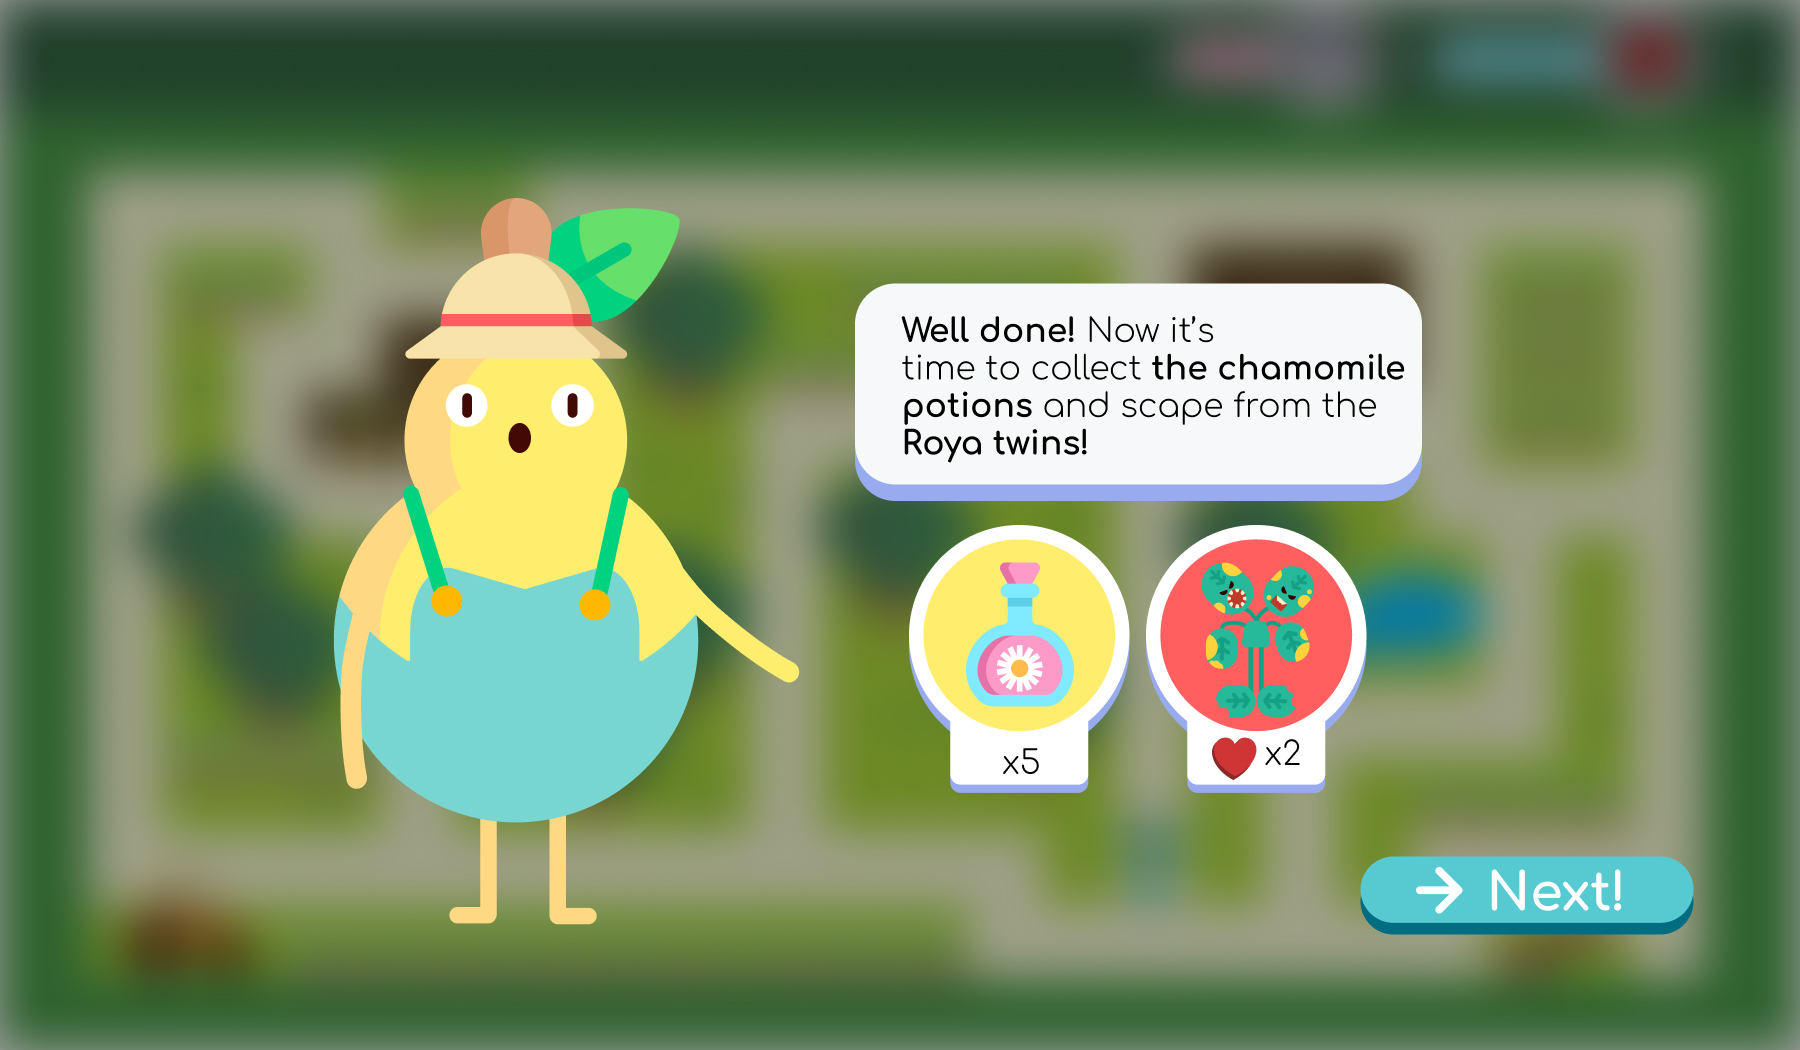 Well done! Now it’s
time to collect the chamomile
potions and scape from the
Roya twins!
x5
x2
Next!